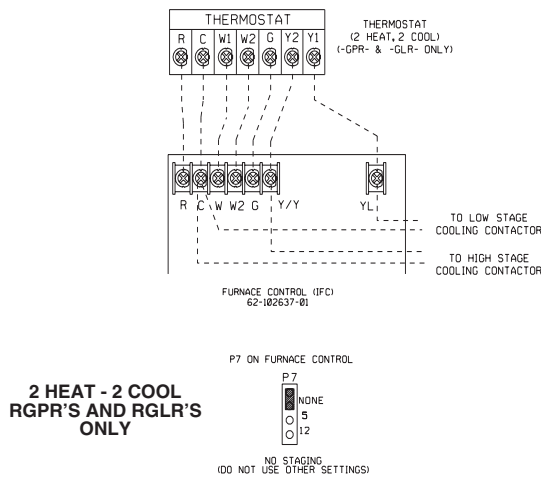 THERMOSTAT
R C W1 W2 G Y2 Y1
THERMOSTAT
(2 HEAT, 2 COOL)
(-GPR- & -GLR- ONLY)
R C W W2 G Y/Y YL
TO LOW STAGE
COOLING CONTACTOR
TO HIGH STAGE
COOLING CONTACTOR
FURNACE CONTROL (IFC)
62-102637-01
P7 ON FURNACE CONTROL
P7
NONE
5
12
NO STAGING
(DO NOT USE OTHER SETTINGS)
2 HEAT - 2 COOL
RGPR'S AND RGLR'S
ONLY